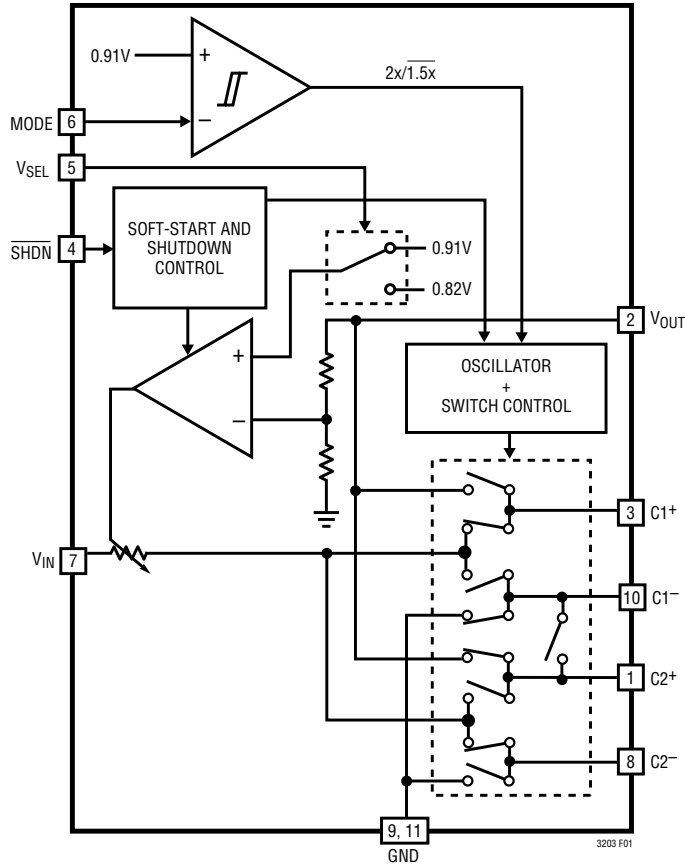 0.91V
+
–
2x/1.5x
MODE
6
VSEL
5
SHDN
4
SOFT-START AND
SHUTDOWN
CONTROL
0.91V
0.82V
2
VOUT
+
–
OSCILLATOR
+
SWITCH CONTROL
3
C1+
VIN
7
10
C1–
1
C2+
8
C2–
9, 11
GND
3203 F01